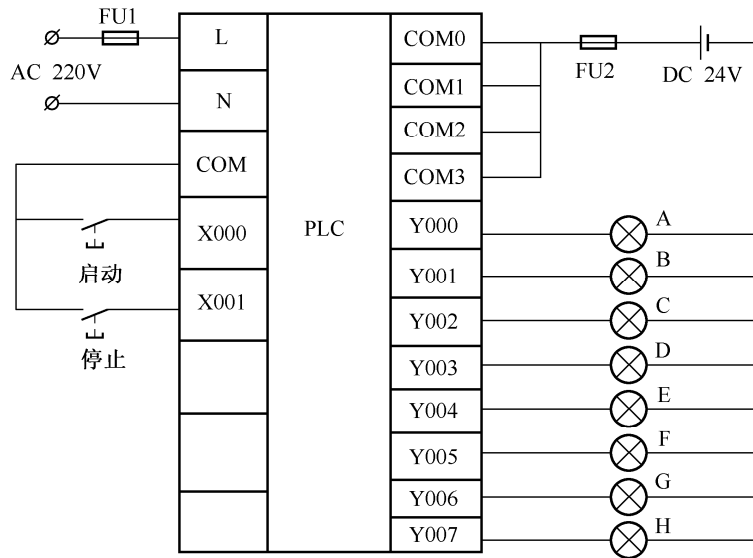 FU1
AC 220V
L
N
COM
X000
启动
X001
停止
PLC
COM0
COM1
COM2
COM3
Y000
Y001
Y002
Y003
Y004
Y005
Y006
Y007
FU2
DC 24V
A
B
C
D
E
F
G
H